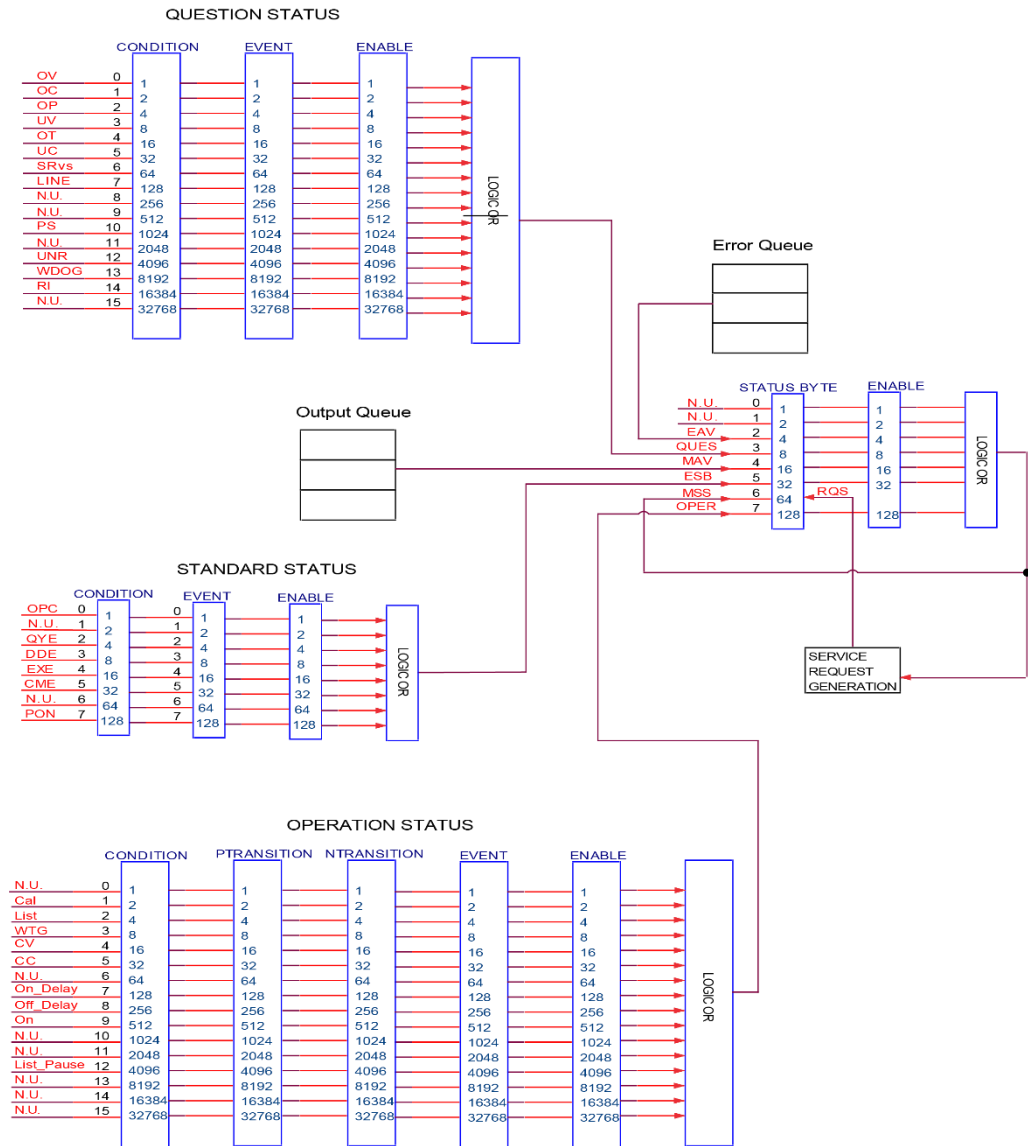 QUESTION STATUS
CONDITION EVENT ENABLE
OV 0 1 1 1
OC 1 2 2 2
OP 2 4 4 4
UV 3 8 8 8
OT 4 16 16 16
UC 5 32 32 32
SRvs 6 64 64 64
LINE 7 128 128 128
N.U. 8 256 256 256
N.U. 9 512 512 512
PS 10 1024 1024 1024
N.U. 11 2048 2048 2048
UNR 12 4096 4096 4096
WDOG 13 8192 8192 8192
RI 14 16384 16384 16384
N.U. 15 32768 32768 32768
LOGIC OR
Error Queue
Output Queue
STATUS BYTE ENABLE
N.U. 0 1 1
N.U. 1 2 2
EAV 2 4 4
QUES 3 8 8
MAV 4 16 16
ESB 5 32 32
MSS 6 64 RQS
OPER 7 128 128
LOGIC OR
SERVICE
REQUEST
GENERATION
STANDARD STATUS
CONDITION EVENT ENABLE
OPC 0 1 0 1 1
N.U. 1 2 1 2 2
QYE 2 4 2 4 4
DDE 3 8 3 8 8
EXE 4 16 4 16 16
CME 5 32 5 32 32
N.U. 6 64 6 64 64
PON 7 128 7 128 128
LOGIC OR
OPERATION STATUS
CONDITION PTRANSITION NTRANSITION EVENT ENABLE
N.U. 0 1 1 1 1 1
Cal 1 2 2 2 2 2
List 2 4 4 4 4 4
WTG 3 8 8 8 8 8
CV 4 16 16 16 16 16
CC 5 32 32 32 32 32
N.U. 6 64 64 64 64 64
On_Delay 7 128 128 128 128 128
Off_Delay 8 256 256 256 256 256
On 9 512 512 512 512 512
N.U. 10 1024 1024 1024 1024 1024
N.U. 11 2048 2048 2048 2048 2048
List_Pause 12 4096 4096 4096 4096 4096
N.U. 13 8192 8192 8192 8192 8192
N.U. 14 16384 16384 16384 16384 16384
N.U. 15 32768 32768 32768 32768 32768
LOGIC OR